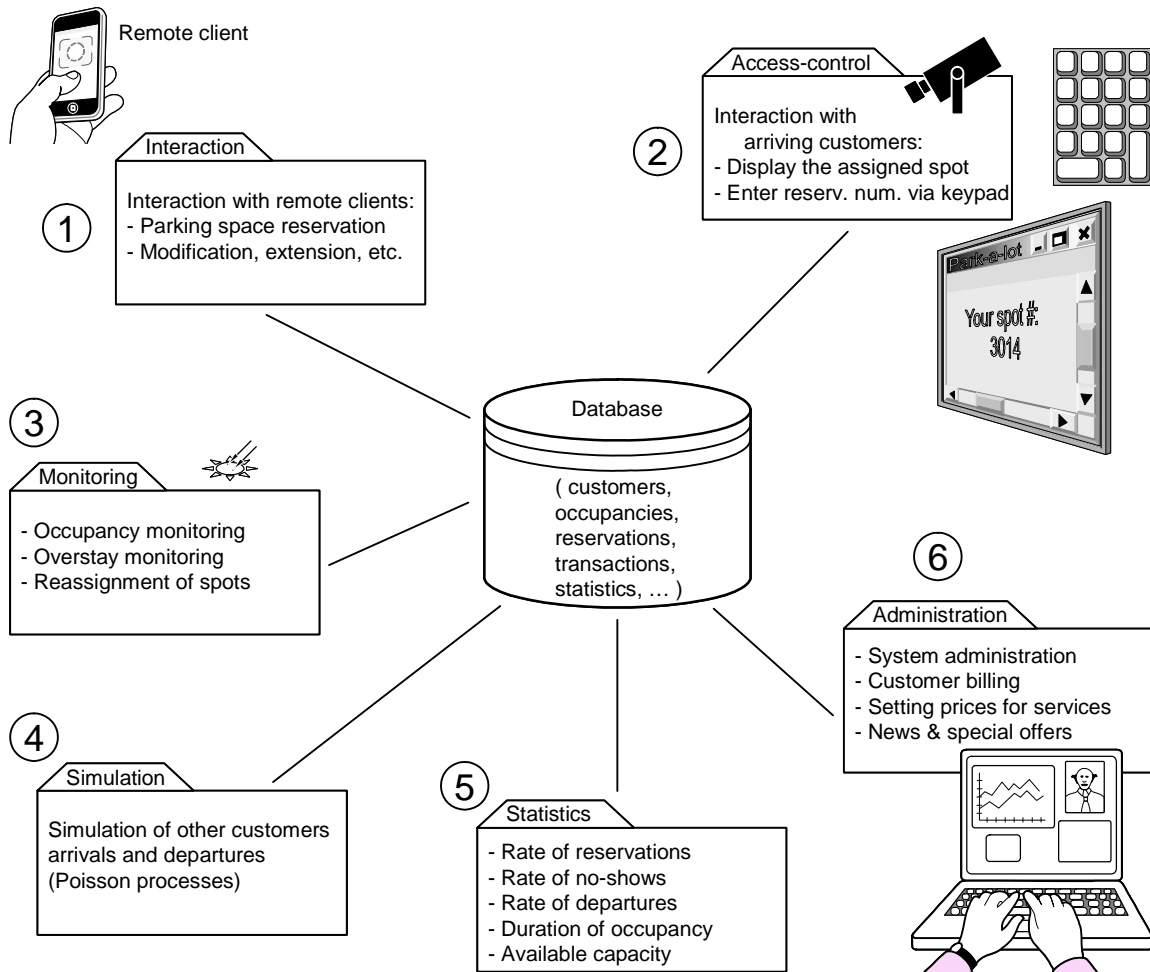 Remote client
1
Interaction
Interaction with remote clients:
- Parking space reservation
- Modification, extension, etc.
2
Access-control
Interaction with
arriving customers:
- Display the assigned spot
- Enter reserv. num. via keypad
Park-a-lot
Your spot #:
3014
Database
( customers,
occupancies,
reservations,
transactions,
statistics, … )
3
Monitoring
- Occupancy monitoring
- Overstay monitoring
- Reassignment of spots
4
Simulation
Simulation of other customers
arrivals and departures
(Poisson processes)
5
Statistics
- Rate of reservations
- Rate of no-shows
- Rate of departures
- Duration of occupancy
- Available capacity
6
Administration
- System administration
- Customer billing
- Setting prices for services
- News & special offers